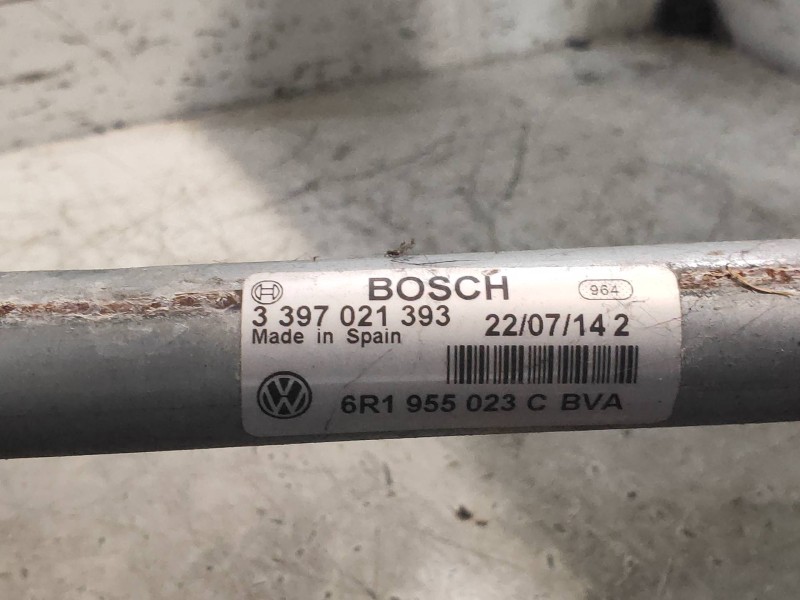 BOSCH 964
3 397 021 393 22/07/14 2
Made in Spain
6R1 955 023 C BVA